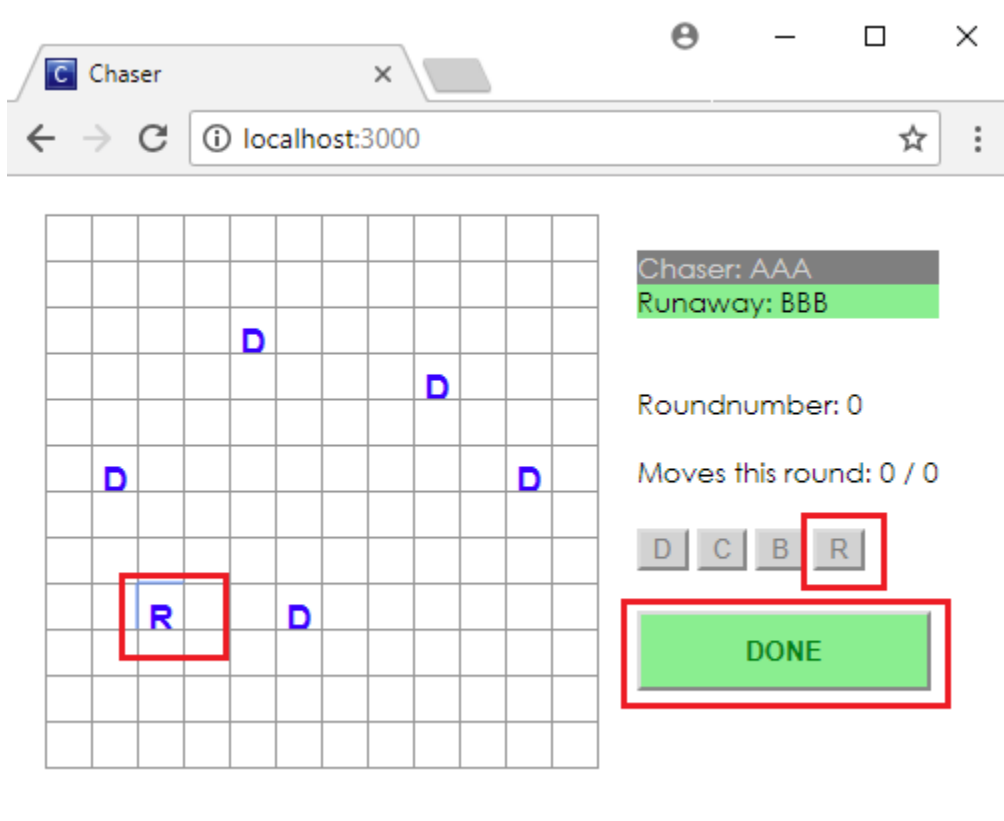 C Chaser
localhost:3000
Chaser: AAA
Runaway: BBB
D
D
Roundnumber: 0
D D
Moves this round: 0 / 0
D C B R
R D
DONE